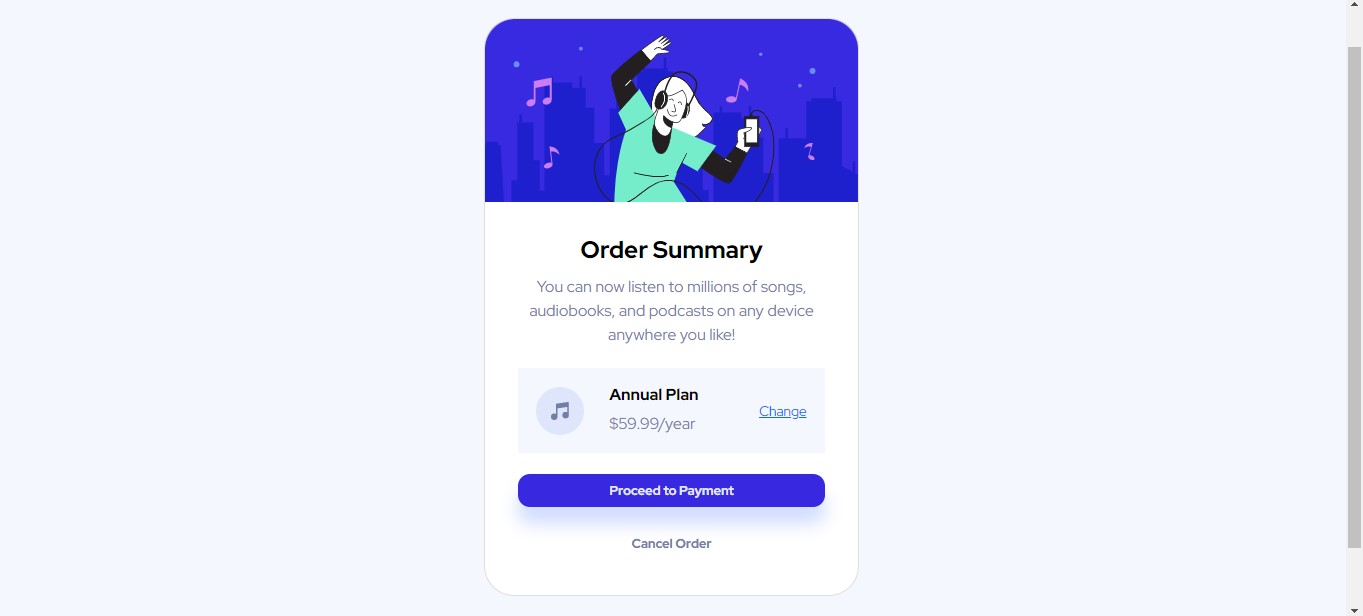 Order Summary
You can now listen to millions of songs,
audiobooks, and podcasts on any device
anywhere you like!
Annual Plan
$59.99/year
Change
Proceed to Payment
Cancel Order